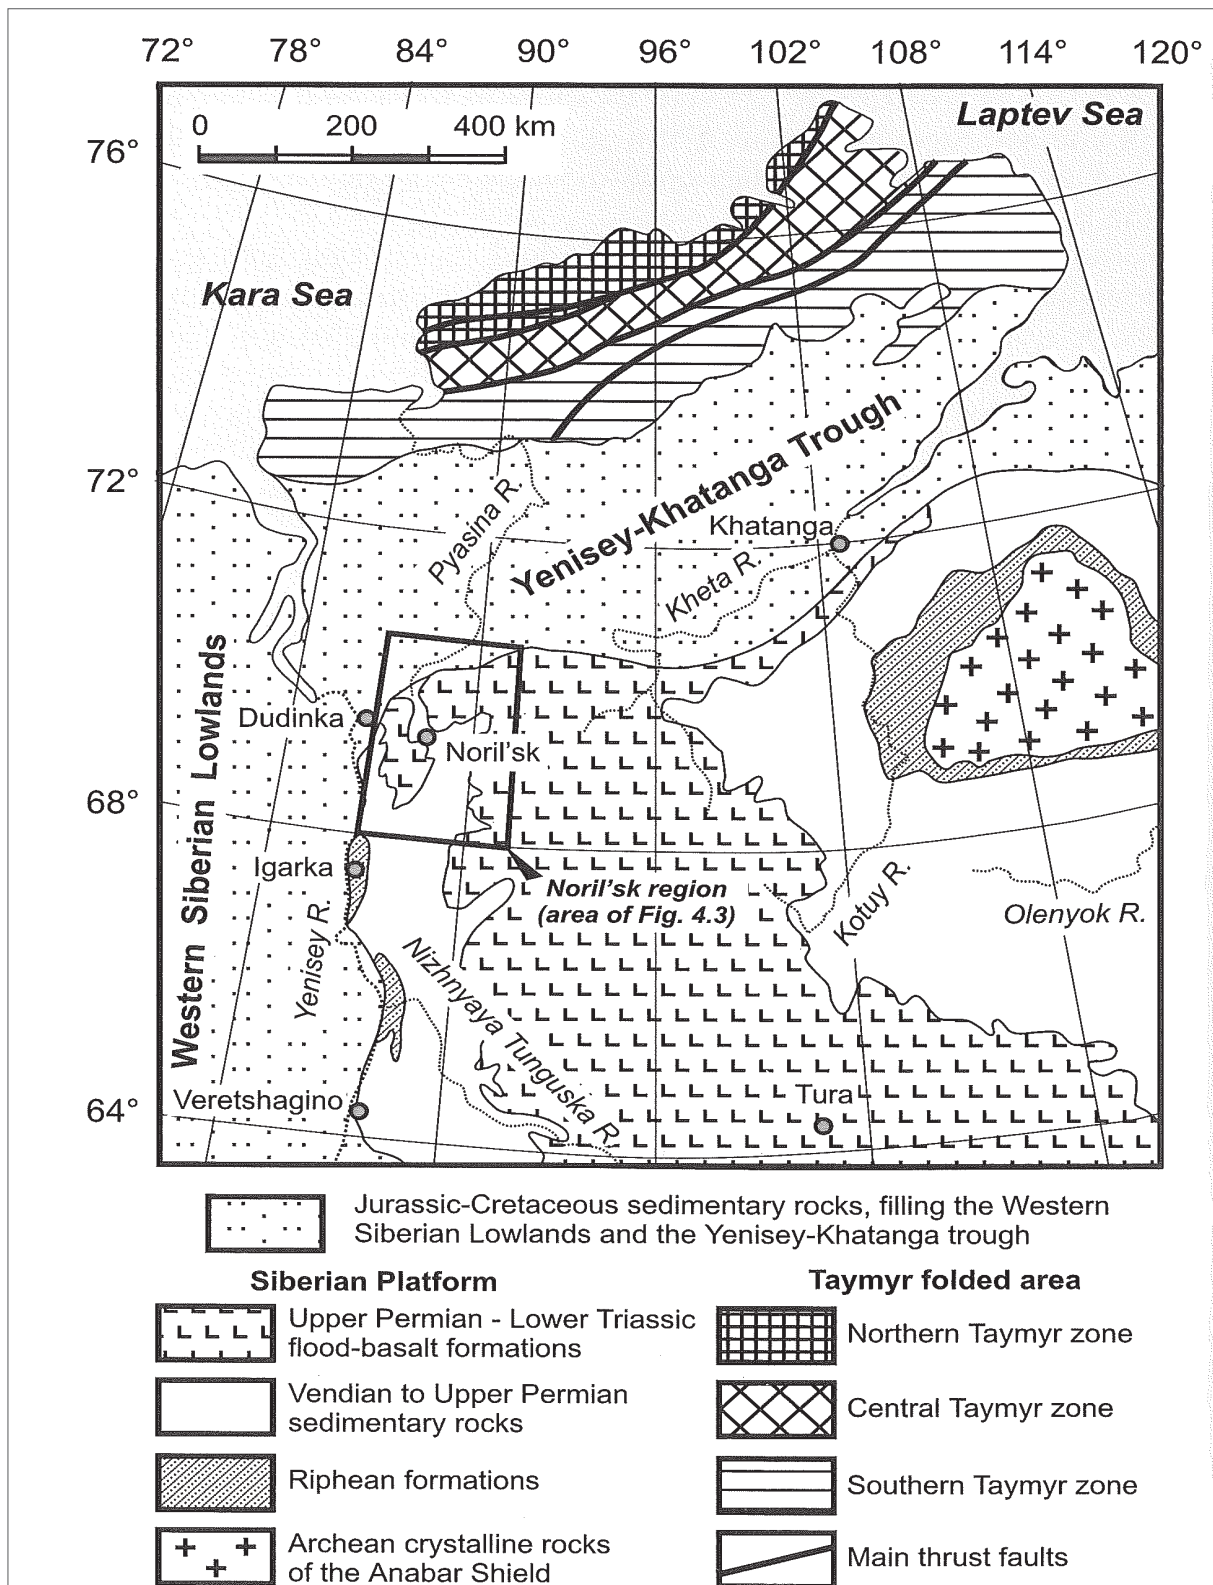 72° 78° 84° 90° 96° 102° 108° 114° 120°
0 200 400 km
Laptev Sea
76°
Kara Sea
72°
Yenisey-Khatanga Trough
Pyasina R.
Khatanga
Kheta R.
Western Siberian Lowlands
Dudinka
Noril'sk
68°
Igarka
Noril'sk region
(area of Fig. 4.3)
Kotuy R.
Olenyok R.
Yenisey R.
Nizhnyaya Tunguska R.
Veretshagino
Tura
64°
Jurassic-Cretaceous sedimentary rocks, filling the Western
Siberian Lowlands and the Yenisey-Khatanga trough
Siberian Platform
Upper Permian - Lower Triassic
flood-basalt formations
Vendian to Upper Permian
sedimentary rocks
Riphean formations
Archean crystalline rocks
of the Anabar Shield
Taymyr folded area
Northern Taymyr zone
Central Taymyr zone
Southern Taymyr zone
Main thrust faults